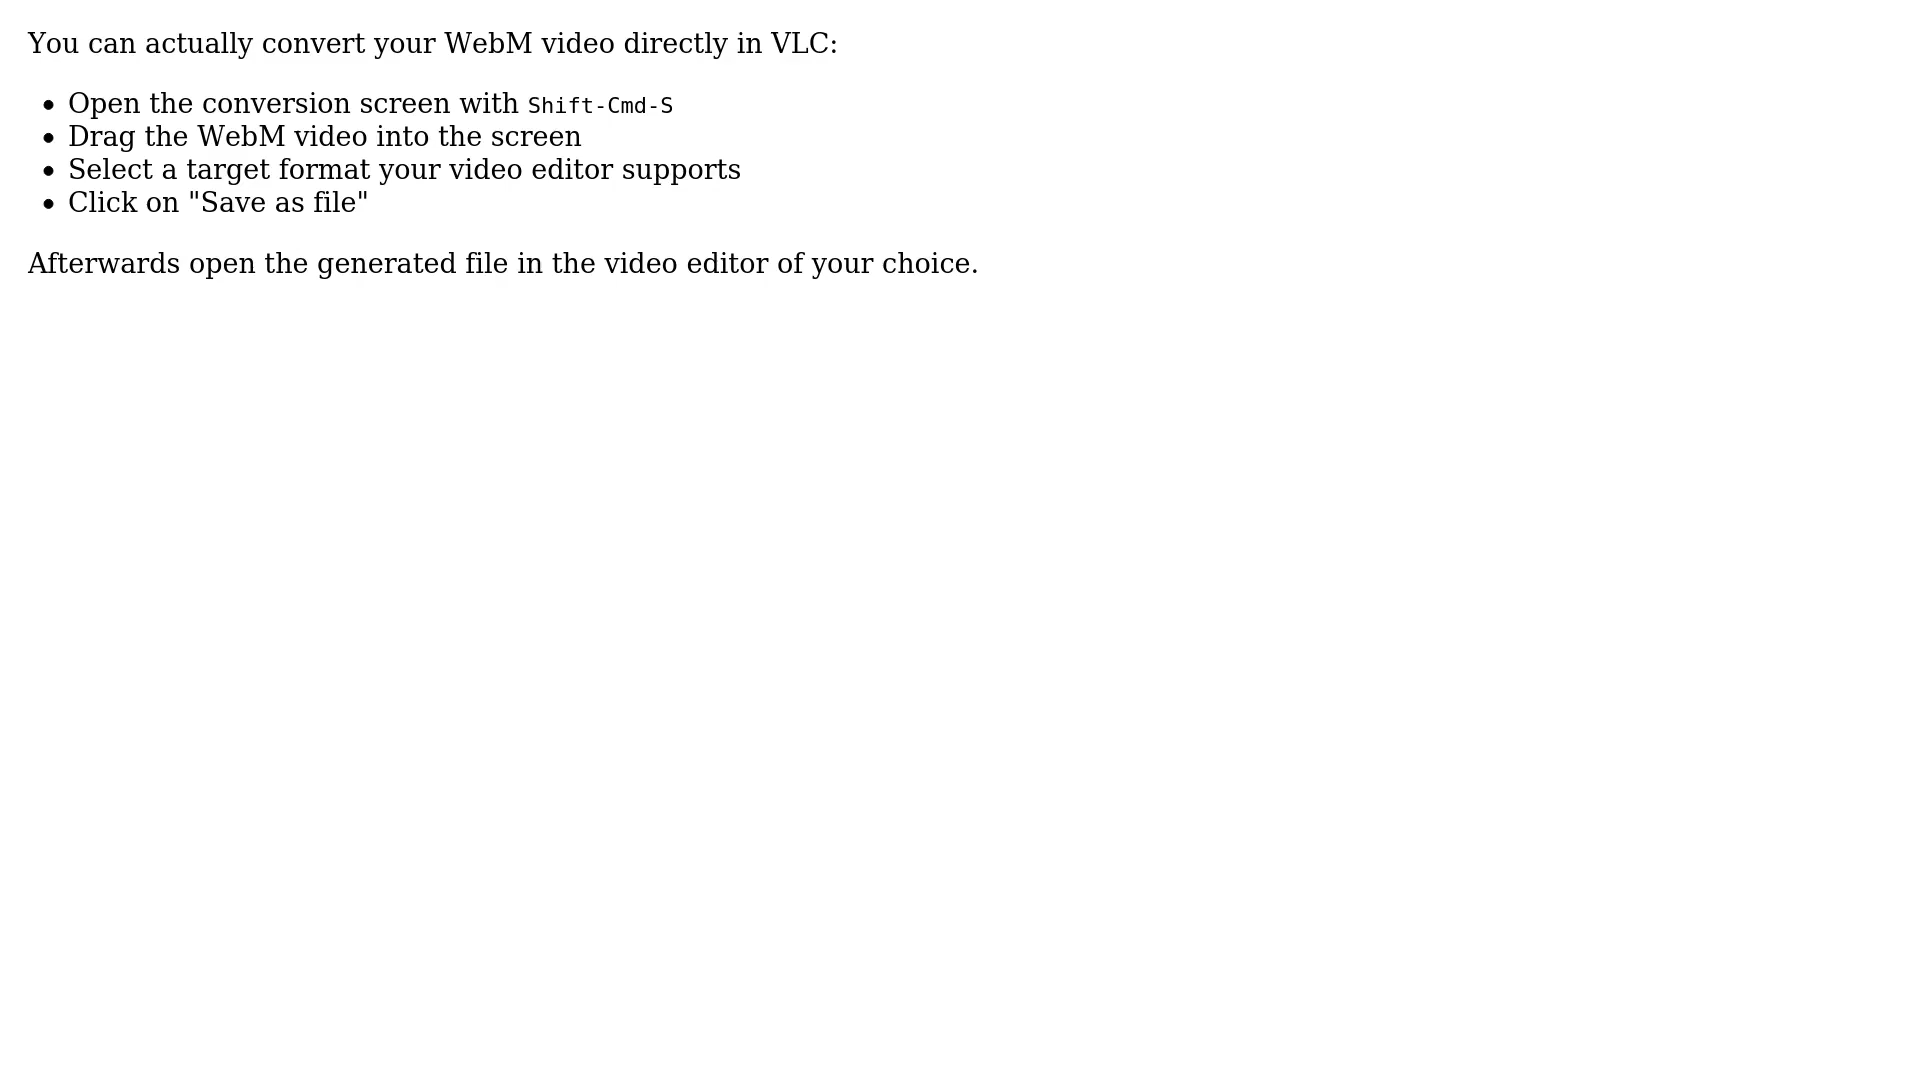 You can actually convert your WebM video directly in VLC:
• Open the conversion screen with Shift-Cmd-S
• Drag the WebM video into the screen
• Select a target format your video editor supports
• Click on "Save as file"
Afterwards open the generated file in the video editor of your choice.